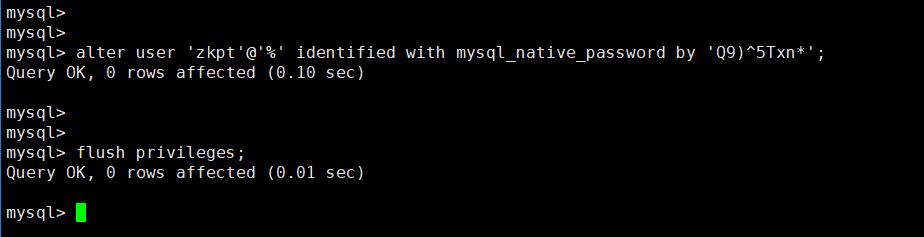 mysql>
mysql>
mysql> alter user 'zkpt'@'%' identified with mysql_native_password by 'Q9)^5Txn*';
Query OK, 0 rows affected (0.10 sec)
mysql>
mysql>
mysql> flush privileges;
Query OK, 0 rows affected (0.01 sec)
mysql>